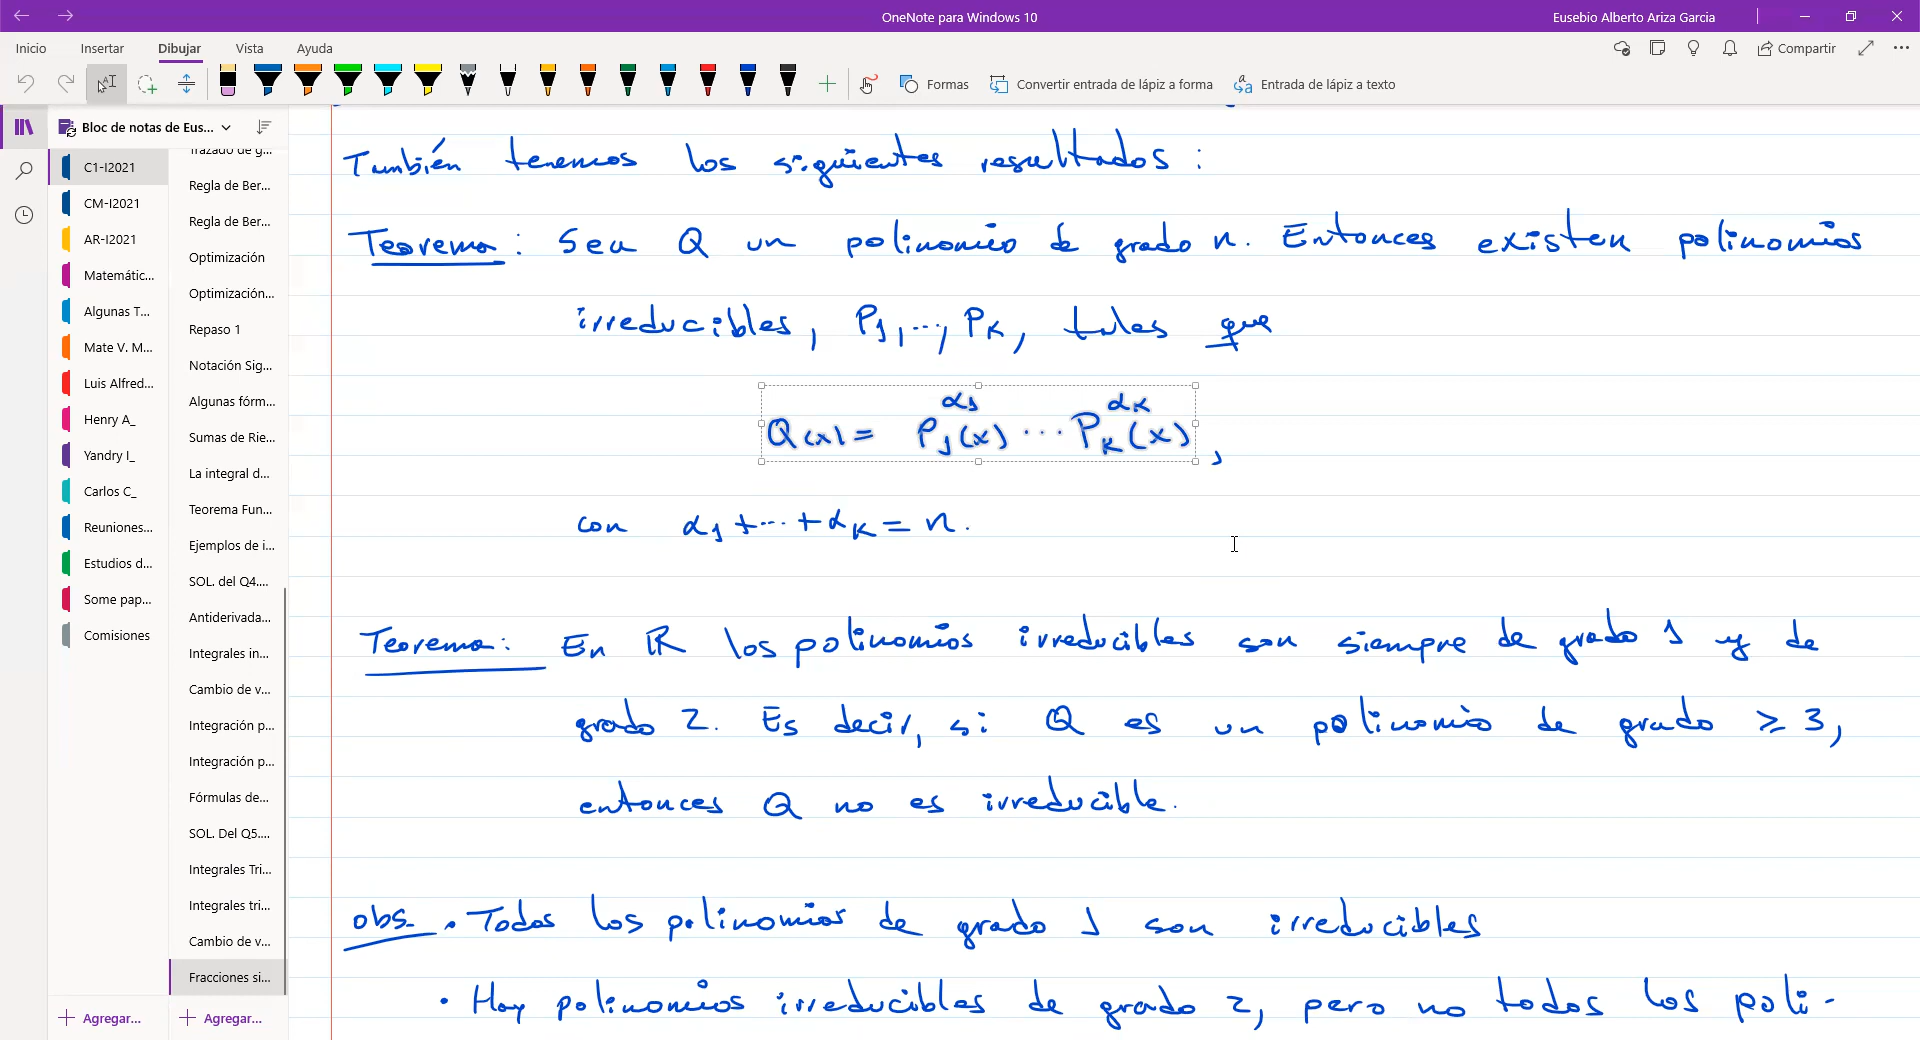 OneNote para Windows 10
Eusebio Alberto Ariza Garcia
Inicio
Insertar
Dibujar
Vista
Ayuda
Compartir
Formas
Convertir entrada de lápiz a forma
Entrada de lápiz a texto
Bloc de notas de Eus...
C1-I2021
CM-I2021
AR-I2021
Matemátic...
Algunas T...
Mate V. M...
Luis Alfred...
Henry A_
Yandry I_
Carlos C_
Reuniones...
Estudios d...
Some pap...
Comisiones
Agregar...
Trazado de g...
Regla de Ber...
Regla de Ber...
Optimización
Optimización...
Repaso 1
Notación Sig...
Algunas fórm...
Sumas de Rie...
La integral d...
Teorema Fun...
Ejemplos de i...
SOL. del Q4....
Antiderivada...
Integrales in...
Cambio de v...
Integración p...
Integración p...
Fórmulas de...
SOL. Del Q5....
Integrales Tri...
Integrales tri...
Cambio de v...
Fracciones si...
Agregar...
También tenemos los siguientes resultados :
Teorema : Sea Q un polinomio de grado n. Entonces existen polinomios
irreducibles, P₁, ..., Pₖ, tales que
Q(x) = P₁^α₁(x) ··· Pₖ^αₖ(x) ,
con α₁ + ··· + αₖ = n.
Teorema : En ℝ los polinomios irreducibles son siempre de grado 1 y de
grado 2. Es decir, si Q es un polinomio de grado ≥ 3,
entonces Q no es irreducible.
obs. • Todos los polinomios de grado 1 son irreducibles
• Hay polinomios irreducibles de grado 2, pero no todos los poli-